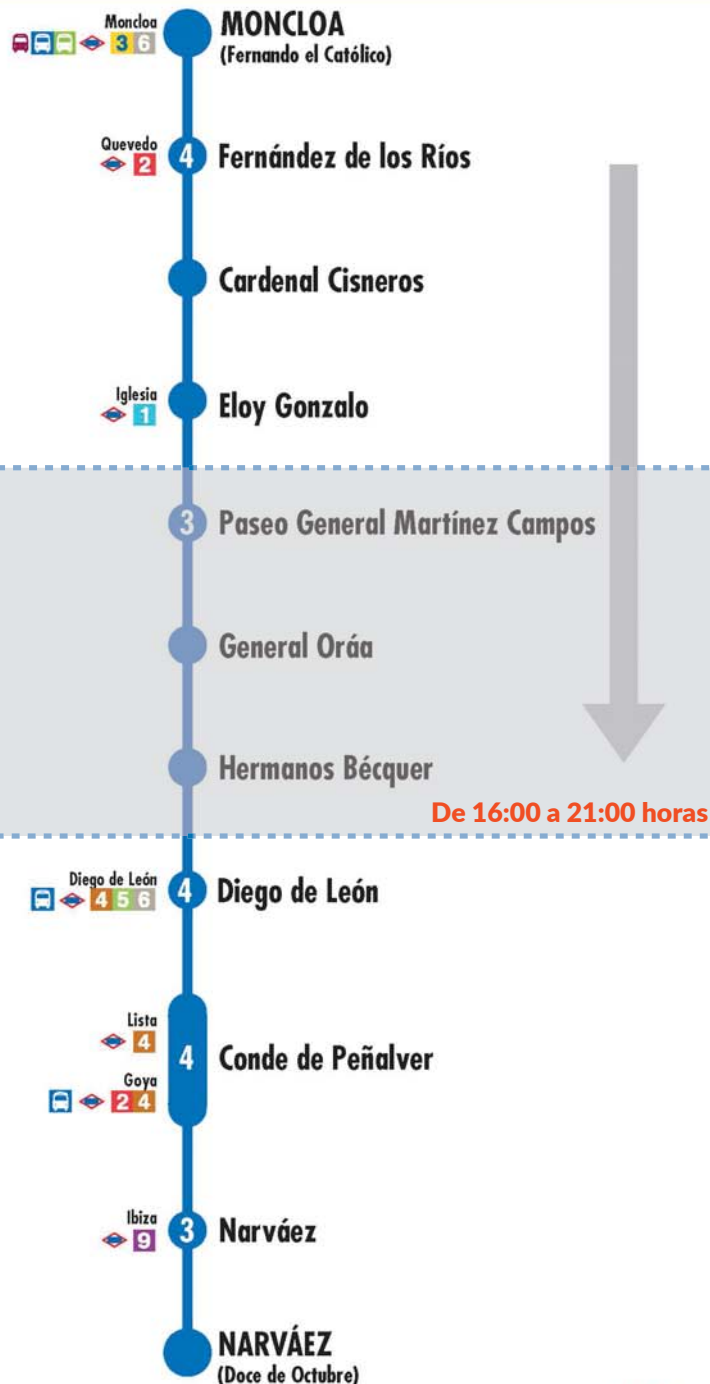 Moncloa
3 6
MONCLOA
(Fernando el Católico)
Quevedo
2
4
Fernández de los Ríos
Cardenal Cisneros
Iglesia
1
Eloy Gonzalo
3
Paseo General Martínez Campos
General Oráa
Hermanos Bécquer
De 16:00 a 21:00 horas
Diego de León
4 5 6
4
Diego de León
Lista
4
4
Conde de Peñalver
Goya
2 4
Ibiza
9
3
Narváez
NARVÁEZ
(Doce de Octubre)